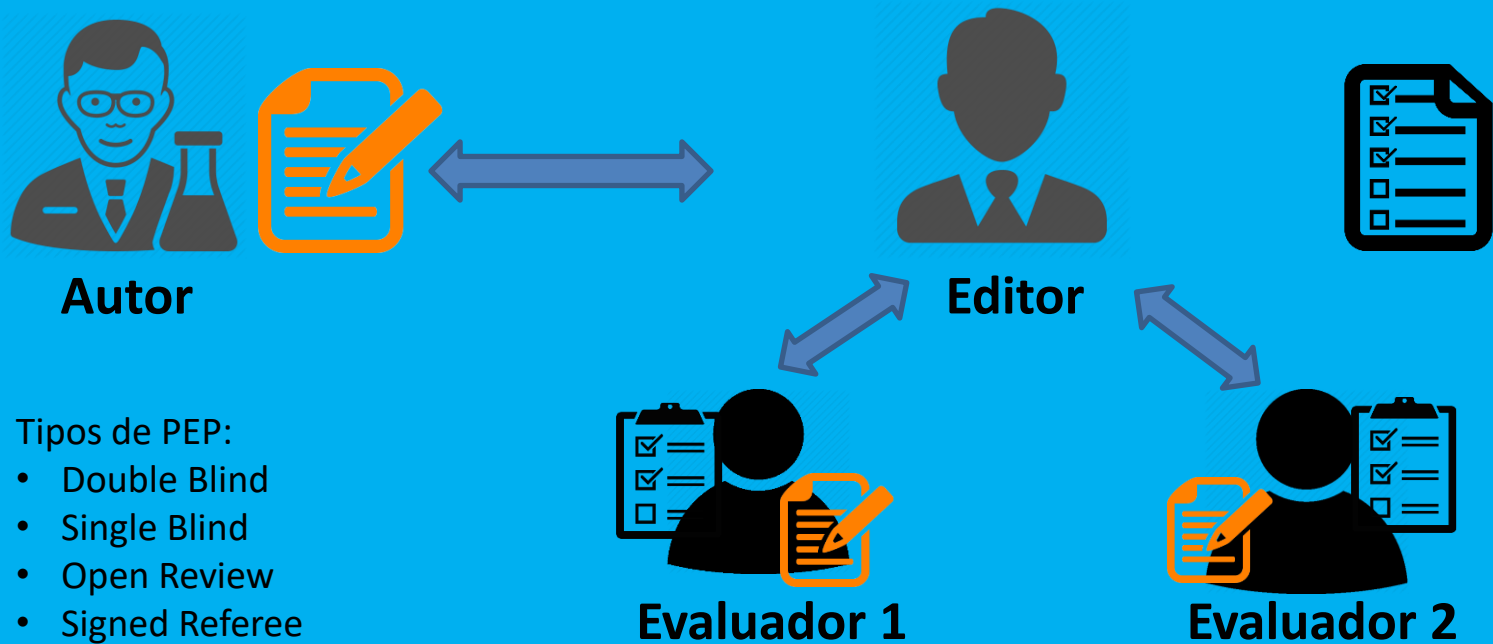 Autor
Editor
Tipos de PEP:
• Double Blind
• Single Blind
• Open Review
• Signed Referee
Evaluador 1
Evaluador 2